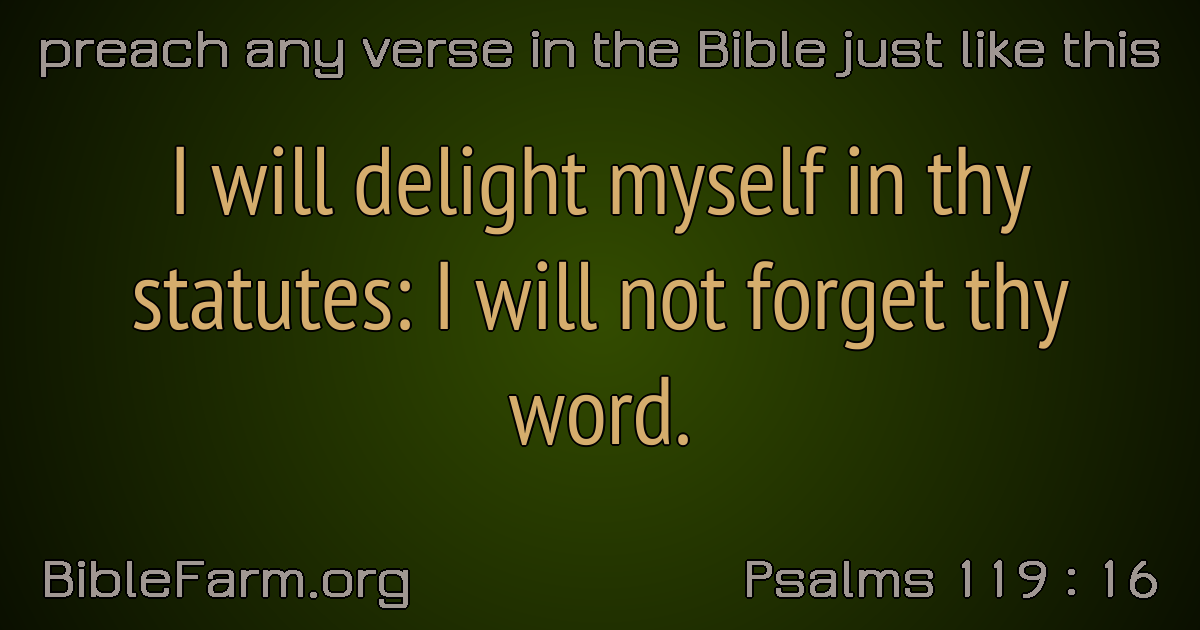 preach any verse in the Bible just like this
I will delight myself in thy
statutes: I will not forget thy
word.
BibleFarm.org
Psalms 119 : 16